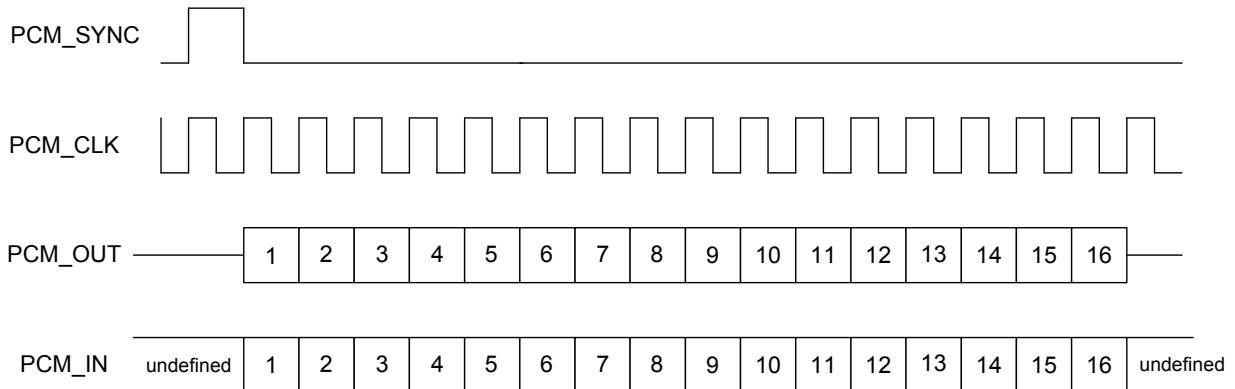 PCM_SYNC
PCM_CLK
PCM_OUT 1 2 3 4 5 6 7 8 9 10 11 12 13 14 15 16
PCM_IN undefined 1 2 3 4 5 6 7 8 9 10 11 12 13 14 15 16 undefined